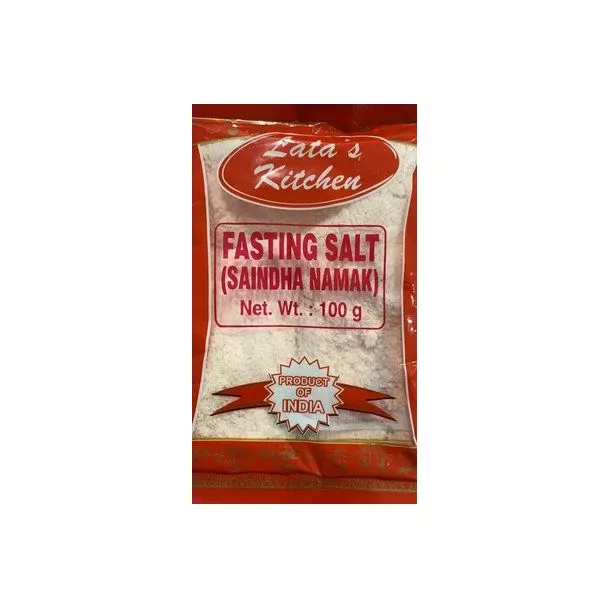 Lata's
Kitchen
FASTING SALT
(SAINDHA NAMAK)
Net. Wt. : 100 g
PRODUCT
OF
INDIA